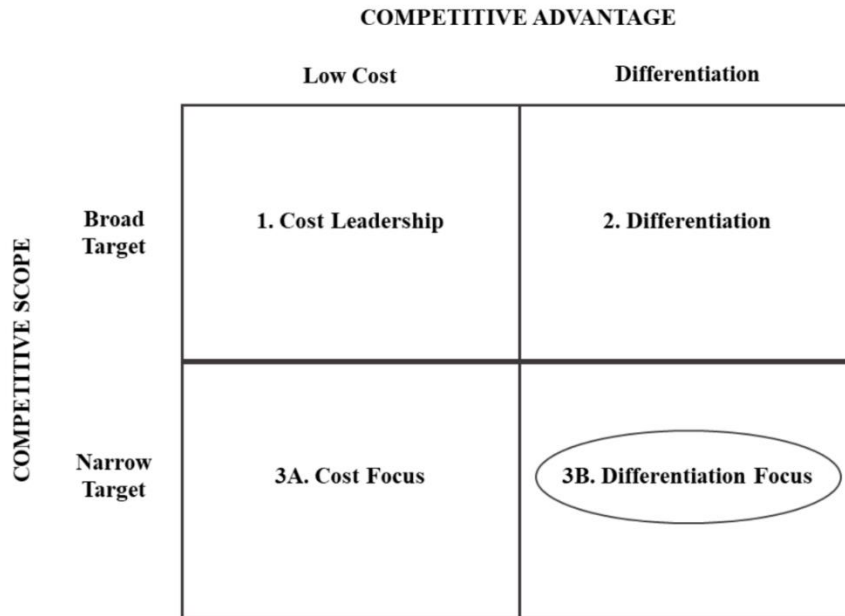 COMPETITIVE ADVANTAGE
Low Cost
Differentiation
COMPETITIVE SCOPE
Broad
Target
1. Cost Leadership
2. Differentiation
Narrow
Target
3A. Cost Focus
3B. Differentiation Focus